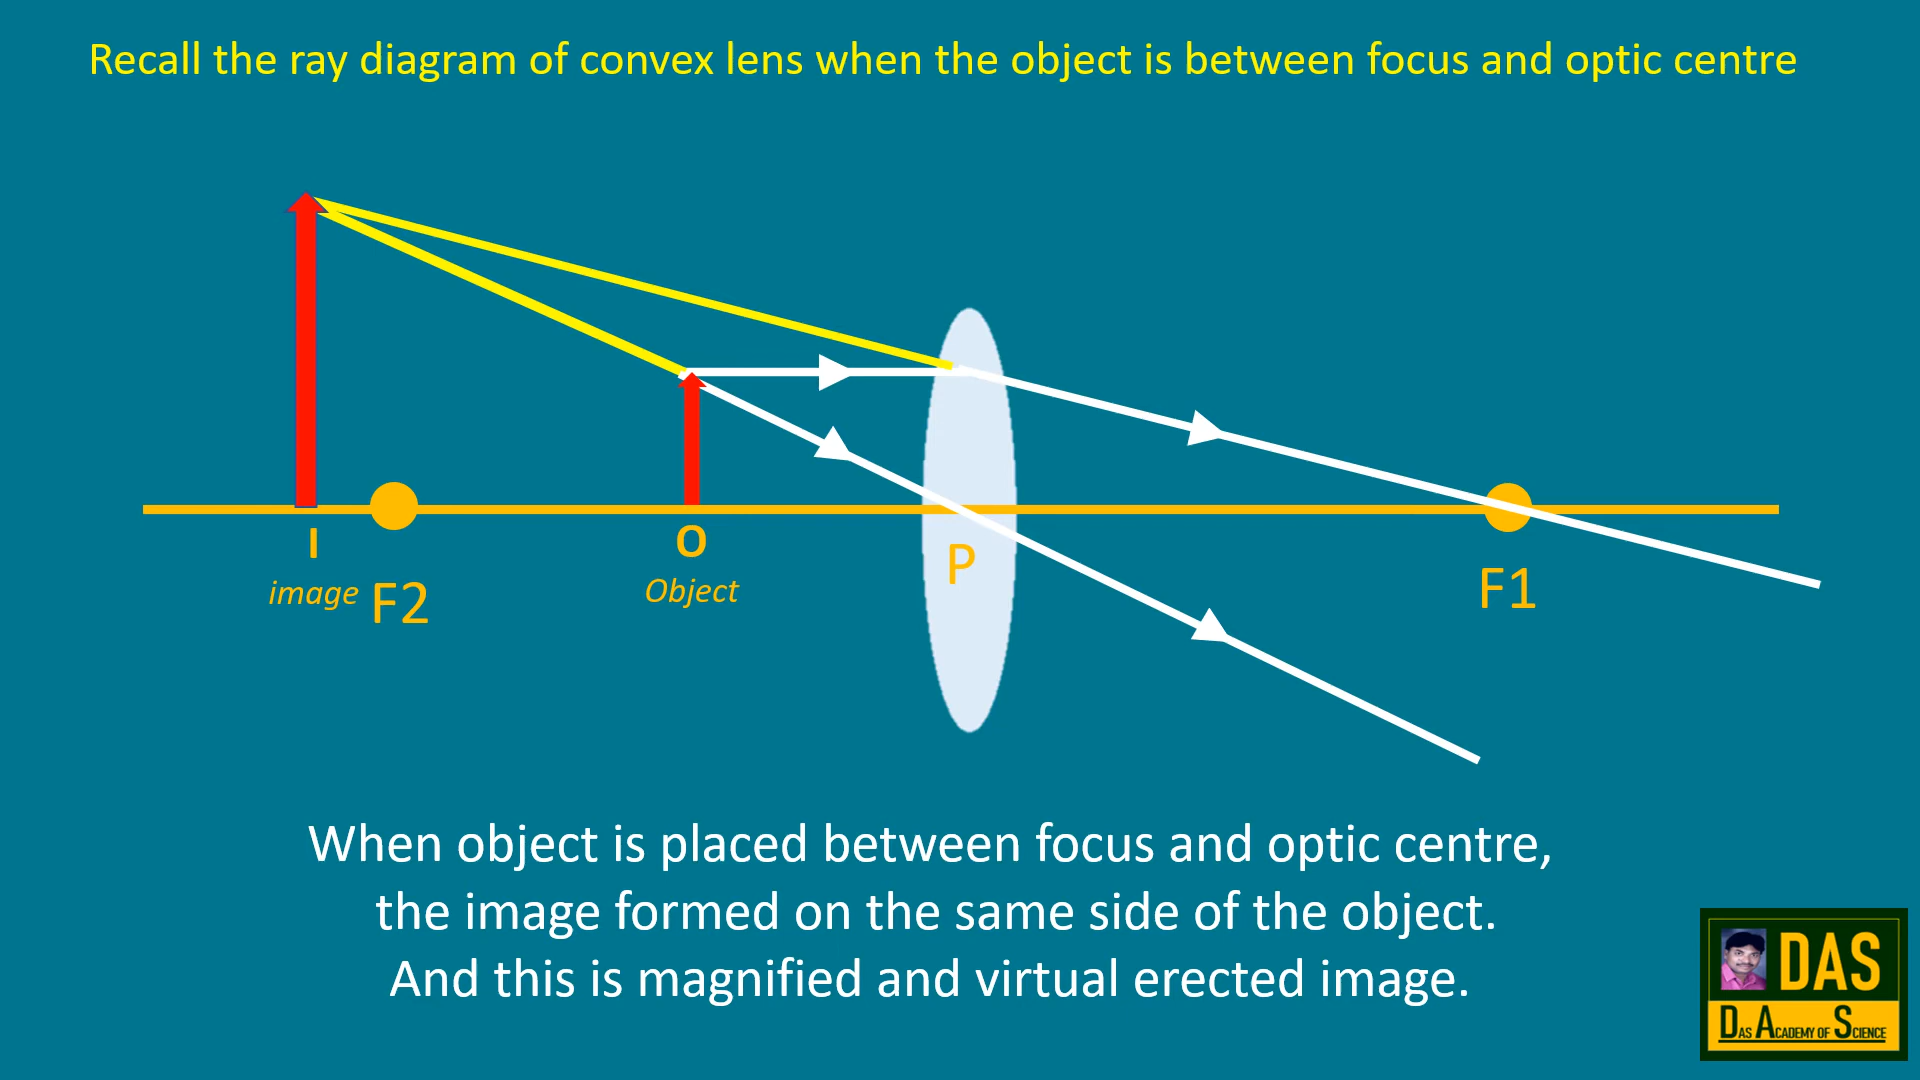 Recall the ray diagram of convex lens when the object is between focus and optic centre
I
O
P
image
F2
Object
F1
When object is placed between focus and optic centre,
the image formed on the same side of the object.
And this is magnified and virtual erected image.
DAS
DAS ACADEMY OF SCIENCE